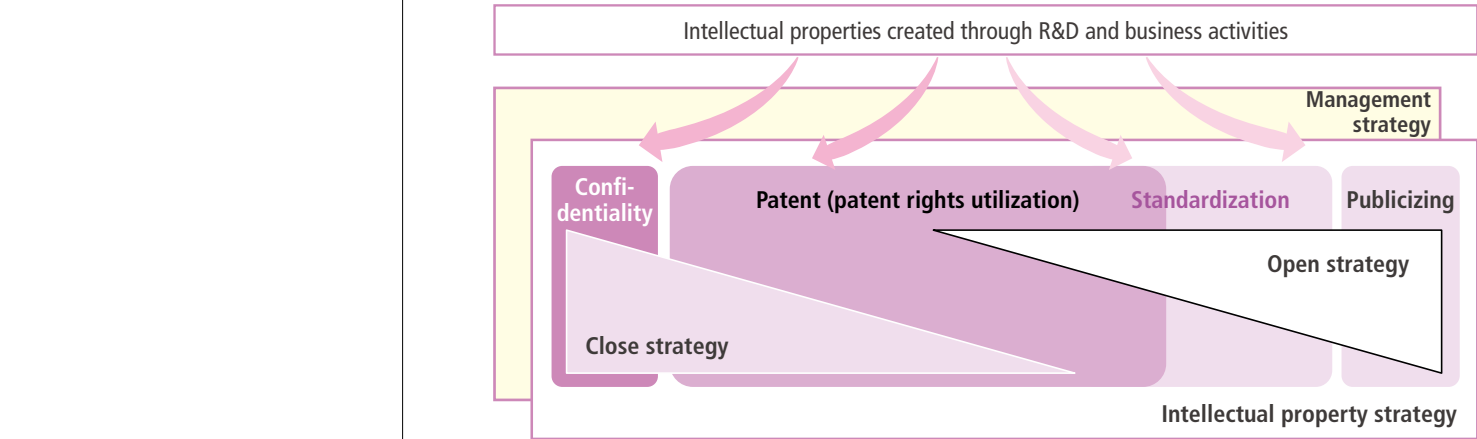 Intellectual properties created through R&D and business activities
Management
strategy
Confi-
dentiality
Patent (patent rights utilization)
Standardization
Publicizing
Open strategy
Close strategy
Intellectual property strategy